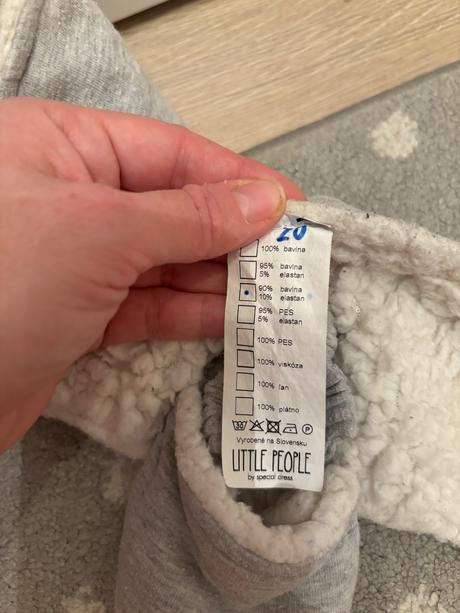 100% bavlna
95% bavlna
5% elastan
90% bavlna
10% elastan
95% PES
5% elastan
100% PES
100% viskóza
100% ľan
100% plátno
P
Vyrobené na Slovensku
LITTLE PEOPLE
by special dress